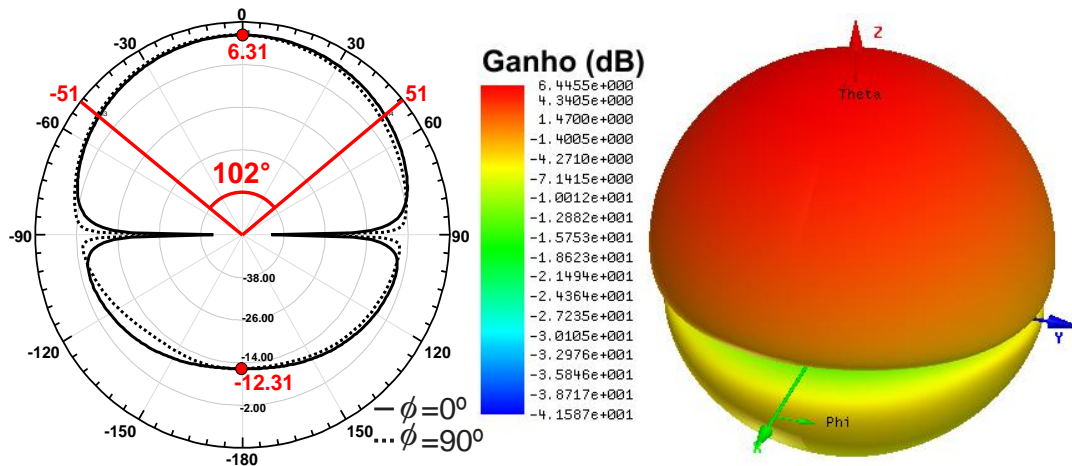 0
-30
30
6.31
-51
51
-60
60
102°
-90
90
-38.00
-26.00
-120
120
-14.00
-12.31
-2.00
-150
150
-180
ϕ=0º
ϕ=90º
Ganho (dB)
6.4455e+000
4.3405e+000
1.4700e+000
-1.4005e+000
-4.2710e+000
-7.1415e+000
-1.0012e+001
-1.2882e+001
-1.5753e+001
-1.8623e+001
-2.1494e+001
-2.4364e+001
-2.7235e+001
-3.0105e+001
-3.2976e+001
-3.5846e+001
-3.8717e+001
-4.1587e+001
Z
Theta
Y
Phi